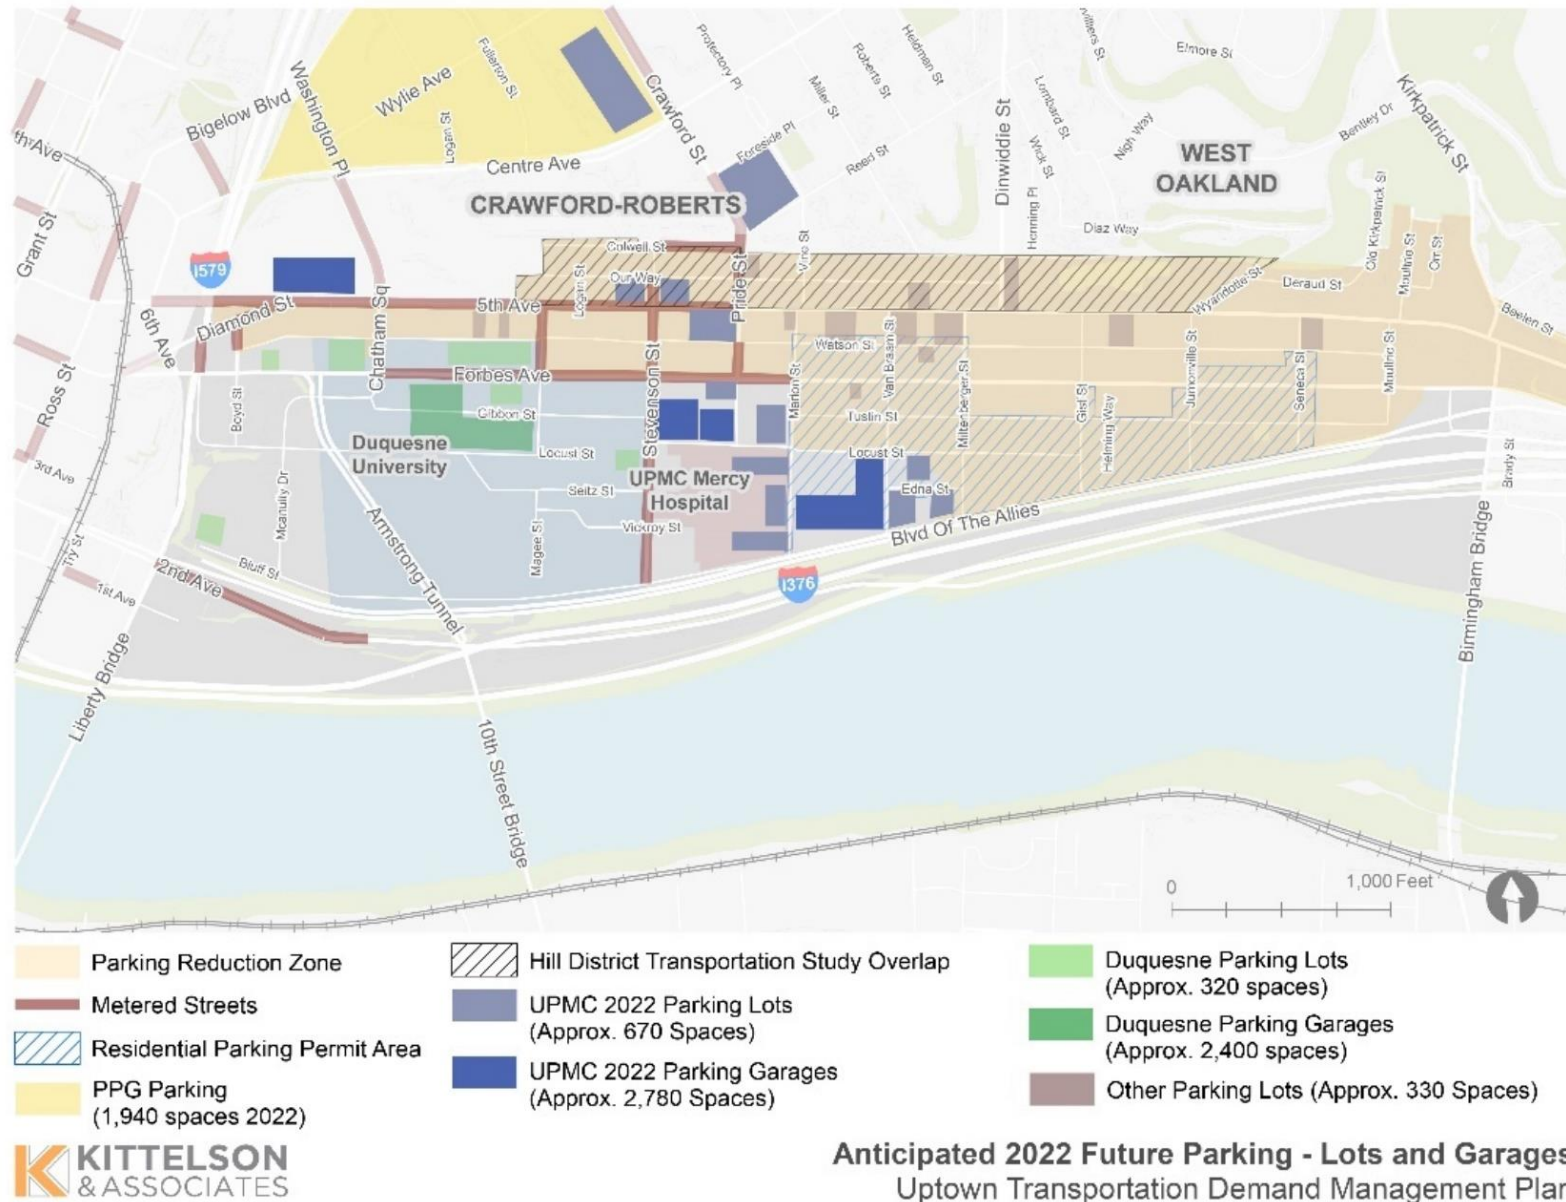 Profectory Pl
Heldman St
Roberts St
Elmore St
Fullerton St
Miller St
Kirkpatrick St
Washington Pl
Wylie Ave
Crawford St
Lombard St
Bentley Dr
Bigelow Blvd
Logan St
Foreside Pl
Dinwiddie St
Nigh Way
Wick St
WEST
OAKLAND
Centre Ave
Reed St
CRAWFORD-ROBERTS
Henning Pl
Diaz Way
Old Kirkpatrick St
Moultrie St
Orr St
Grant St
I579
Colwell St
Vine St
Our Way
Logan St
Pride St
Wyandotte St
Deraud St
5th Ave
Diamond St
6th Ave
Chatham Sq
Watson St
Van Braam St
Beelen St
Forbes Ave
Stevenson St
Marion St
Miltenberger St
Gist St
Jumonville St
Seneca St
Moultrie St
Ross St
Boyd St
Gibbon St
Tuslin St
Helming Way
Duquesne
University
Locust St
Locust St
UPMC Mercy
Hospital
Brady St
3rd Ave
Mcanulty Dr
Seitz St
Edna St
Vickroy St
Magee St
Blvd Of The Allies
Try St
Bluff St
Armstrong Tunnel
2nd Ave
1st Ave
I376
Birmingham Bridge
Liberty Bridge
10th Street Bridge
0
1,000 Feet
Parking Reduction Zone
Metered Streets
Residential Parking Permit Area
PPG Parking
(1,940 spaces 2022)
Hill District Transportation Study Overlap
UPMC 2022 Parking Lots
(Approx. 670 Spaces)
UPMC 2022 Parking Garages
(Approx. 2,780 Spaces)
Duquesne Parking Lots
(Approx. 320 spaces)
Duquesne Parking Garages
(Approx. 2,400 spaces)
Other Parking Lots (Approx. 330 Spaces)
KITTELSON
& ASSOCIATES
Anticipated 2022 Future Parking - Lots and Garages
Uptown Transportation Demand Management Plan